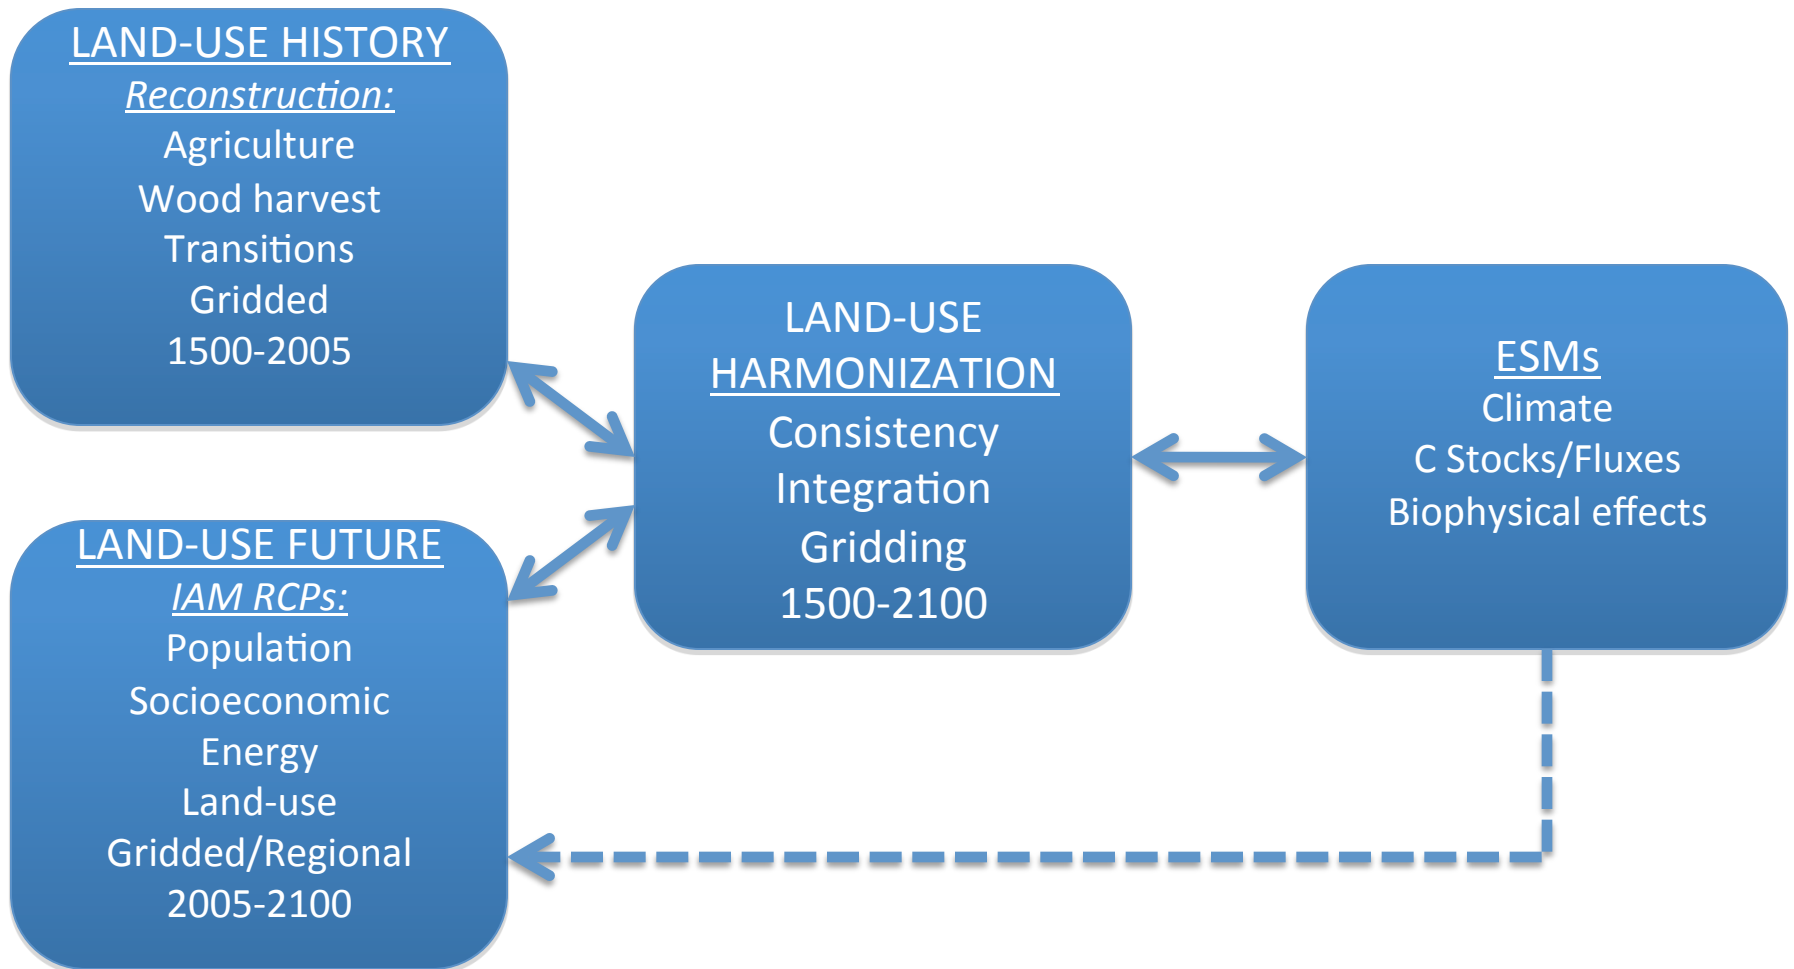 LAND-USE HISTORY
Reconstruction:
Agriculture
Wood harvest
Transitions
Gridded
1500-2005
LAND-USE FUTURE
IAM RCPs:
Population
Socioeconomic
Energy
Land-use
Gridded/Regional
2005-2100
LAND-USE
HARMONIZATION
Consistency
Integration
Gridding
1500-2100
ESMs
Climate
C Stocks/Fluxes
Biophysical effects